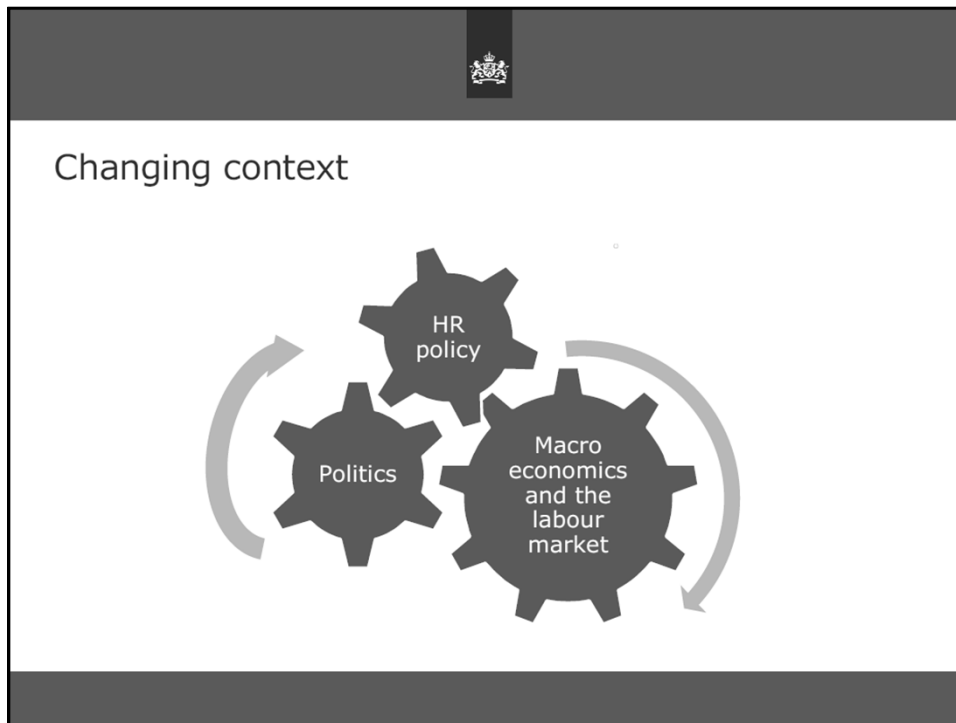 Changing context
HR
policy
Politics
Macro
economics
and the
labour
market